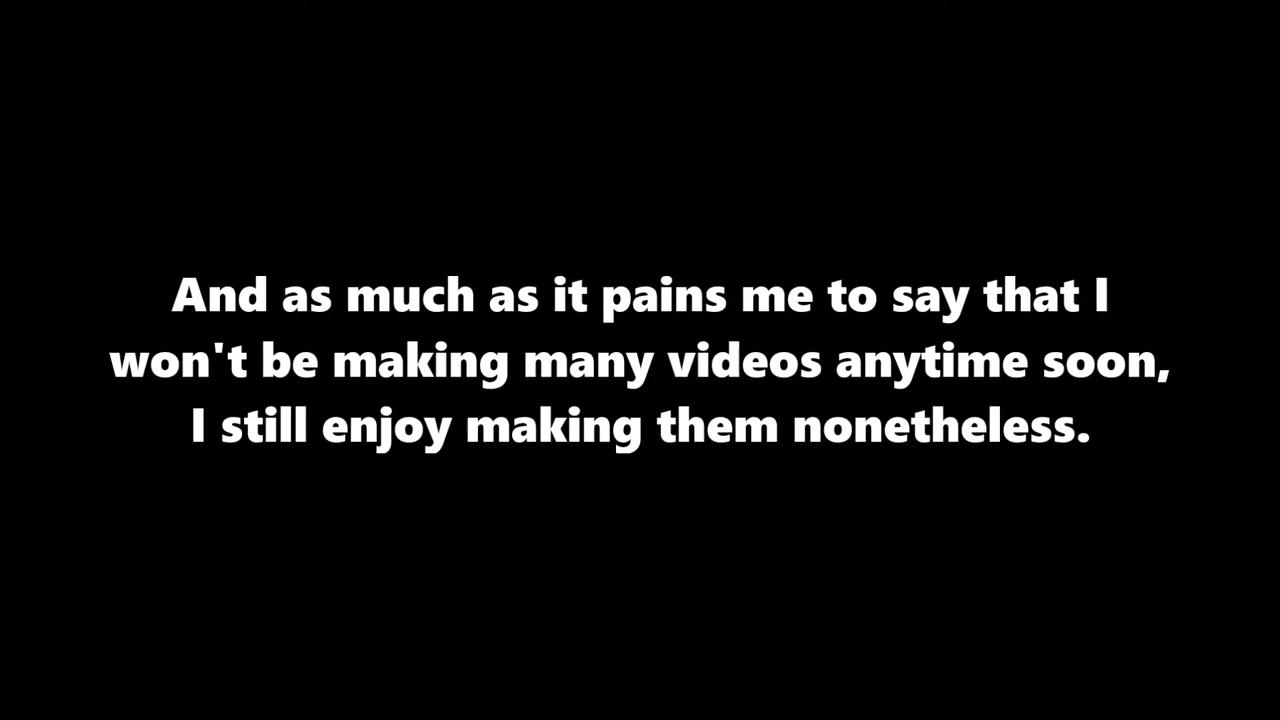 And as much as it pains me to say that I
won't be making many videos anytime soon,
I still enjoy making them nonetheless.